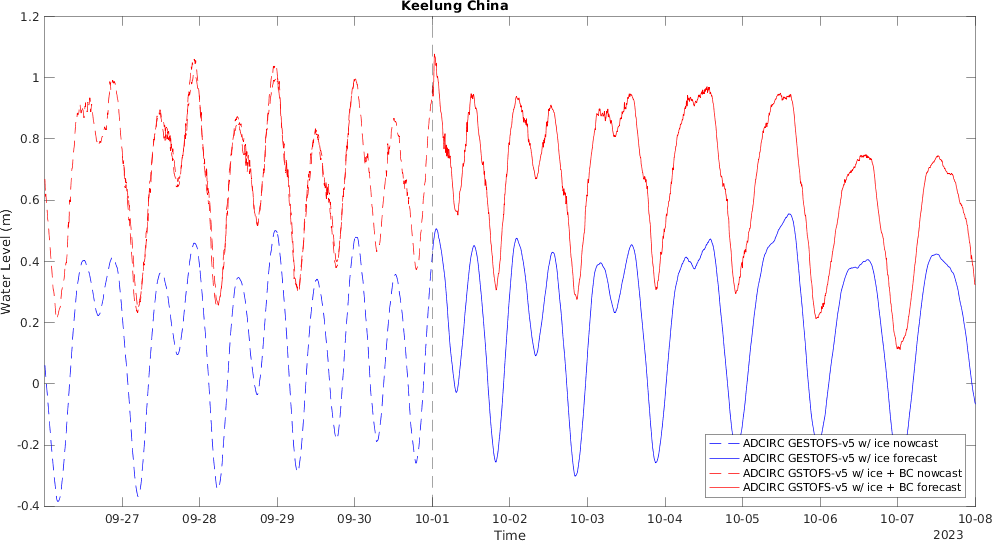 Keelung China
1.2
1
0.8
0.6
0.4
0.2
0
-0.2
-0.4
Water Level (m)
ADCIRC GESTOFS-v5 w/ ice nowcast
ADCIRC GESTOFS-v5 w/ ice forecast
ADCIRC GSTOFS-v5 w/ ice + BC nowcast
ADCIRC GSTOFS-v5 w/ ice + BC forecast
09-27 09-28 09-29 09-30 10-01 10-02 10-03 10-04 10-05 10-06 10-07 10-08
Time
2023